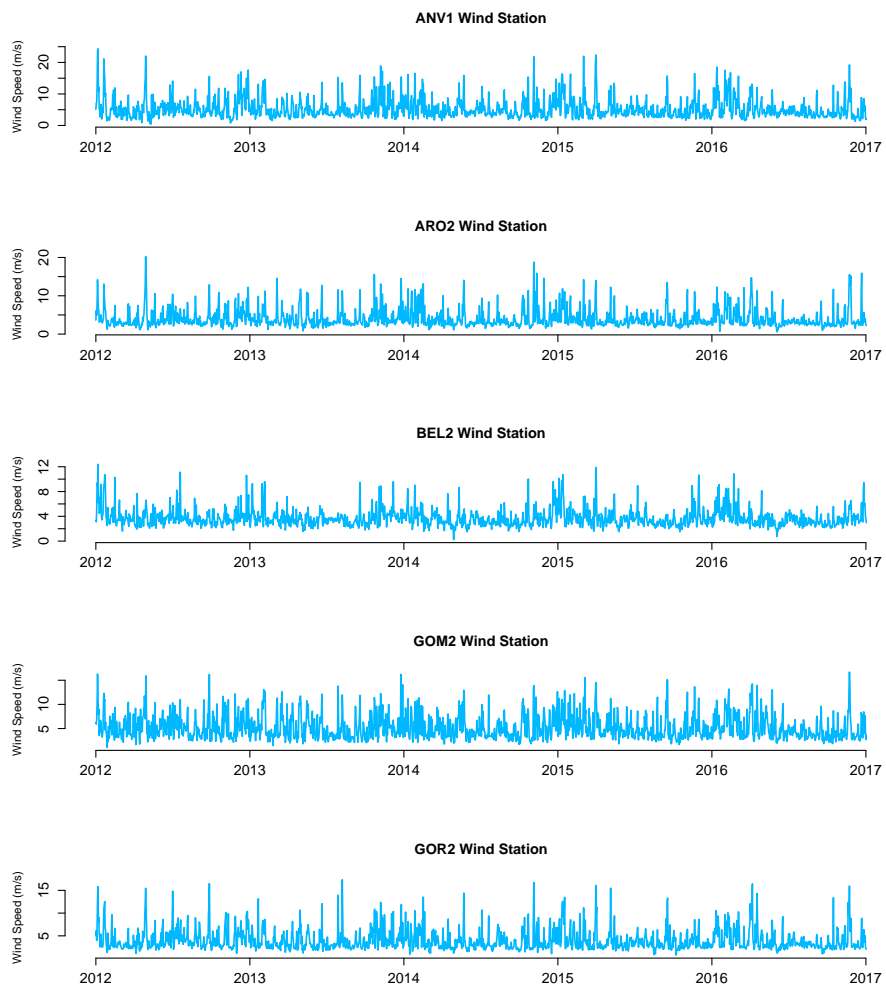 ANV1 Wind Station
Wind Speed (m/s)
20
10
0
2012 2013 2014 2015 2016 2017
ARO2 Wind Station
Wind Speed (m/s)
20
10
0
2012 2013 2014 2015 2016 2017
BEL2 Wind Station
Wind Speed (m/s)
12
8
4
0
2012 2013 2014 2015 2016 2017
GOM2 Wind Station
Wind Speed (m/s)
10
5
2012 2013 2014 2015 2016 2017
GOR2 Wind Station
Wind Speed (m/s)
15
5
2012 2013 2014 2015 2016 2017